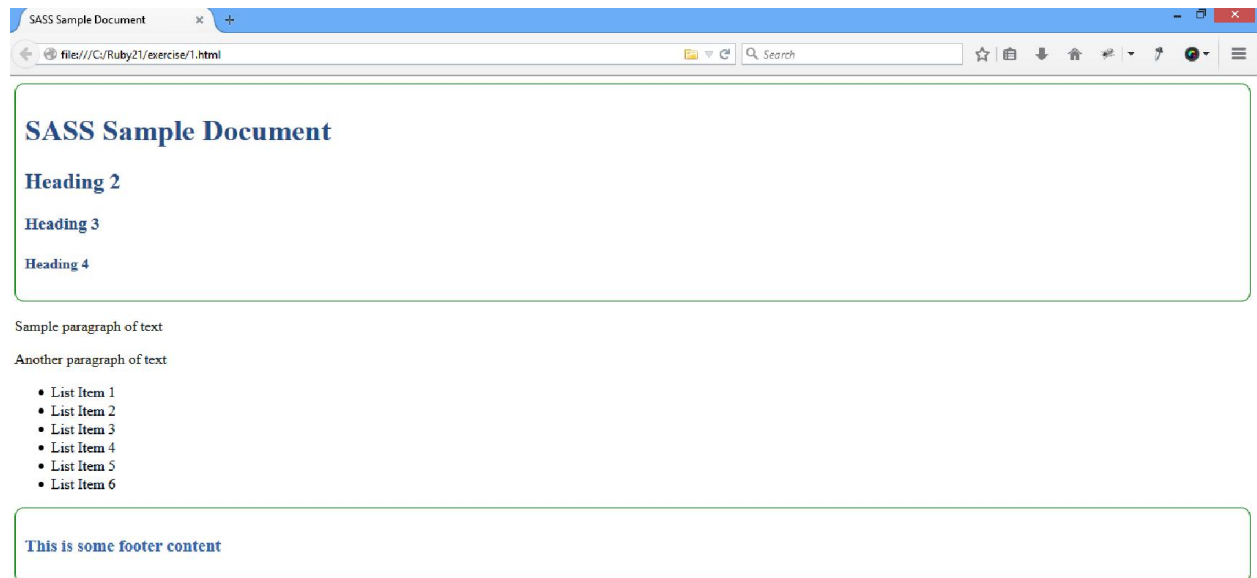 SASS Sample Document
file:///C:/Ruby21/exercise/1.html
Search
SASS Sample Document
Heading 2
Heading 3
Heading 4
Sample paragraph of text
Another paragraph of text
List Item 1
List Item 2
List Item 3
List Item 4
List Item 5
List Item 6
This is some footer content